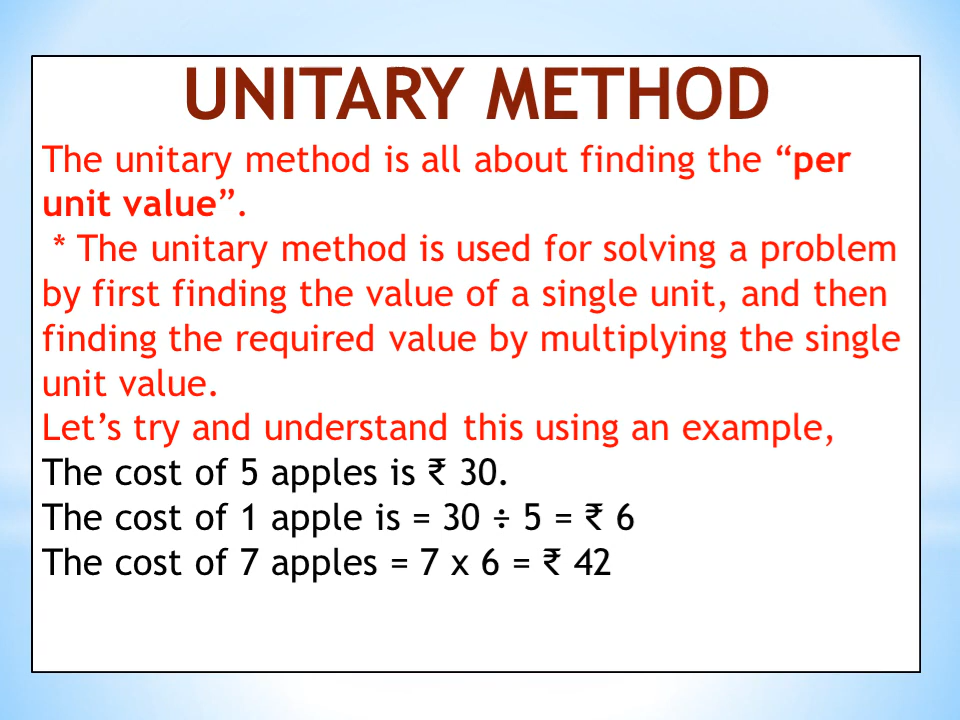 UNITARY METHOD
The unitary method is all about finding the “per
unit value”.
* The unitary method is used for solving a problem
by first finding the value of a single unit, and then
finding the required value by multiplying the single
unit value.
Let’s try and understand this using an example,
The cost of 5 apples is ₹ 30.
The cost of 1 apple is = 30 ÷ 5 = ₹ 6
The cost of 7 apples = 7 x 6 = ₹ 42